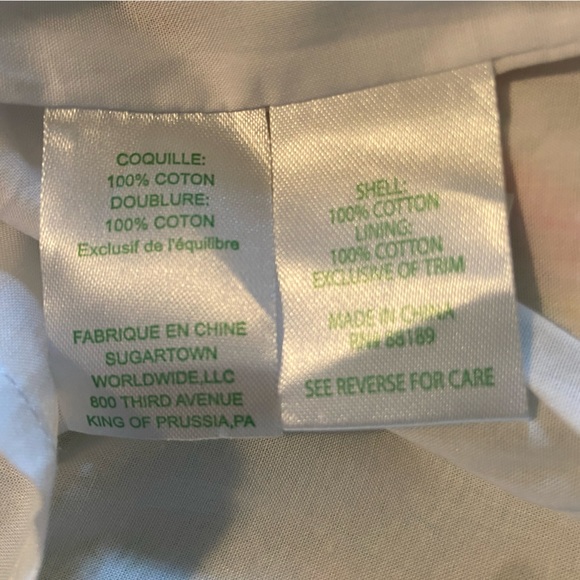 COQUILLE:
100% COTON
DOUBLURE:
100% COTON
Exclusif de l'équilibre
FABRIQUE EN CHINE
SUGARTOWN
WORLDWIDE,LLC
800 THIRD AVENUE
KING OF PRUSSIA,PA
SHELL:
100% COTTON
LINING:
100% COTTON
EXCLUSIVE OF TRIM
MADE IN CHINA
RN# 88189
SEE REVERSE FOR CARE